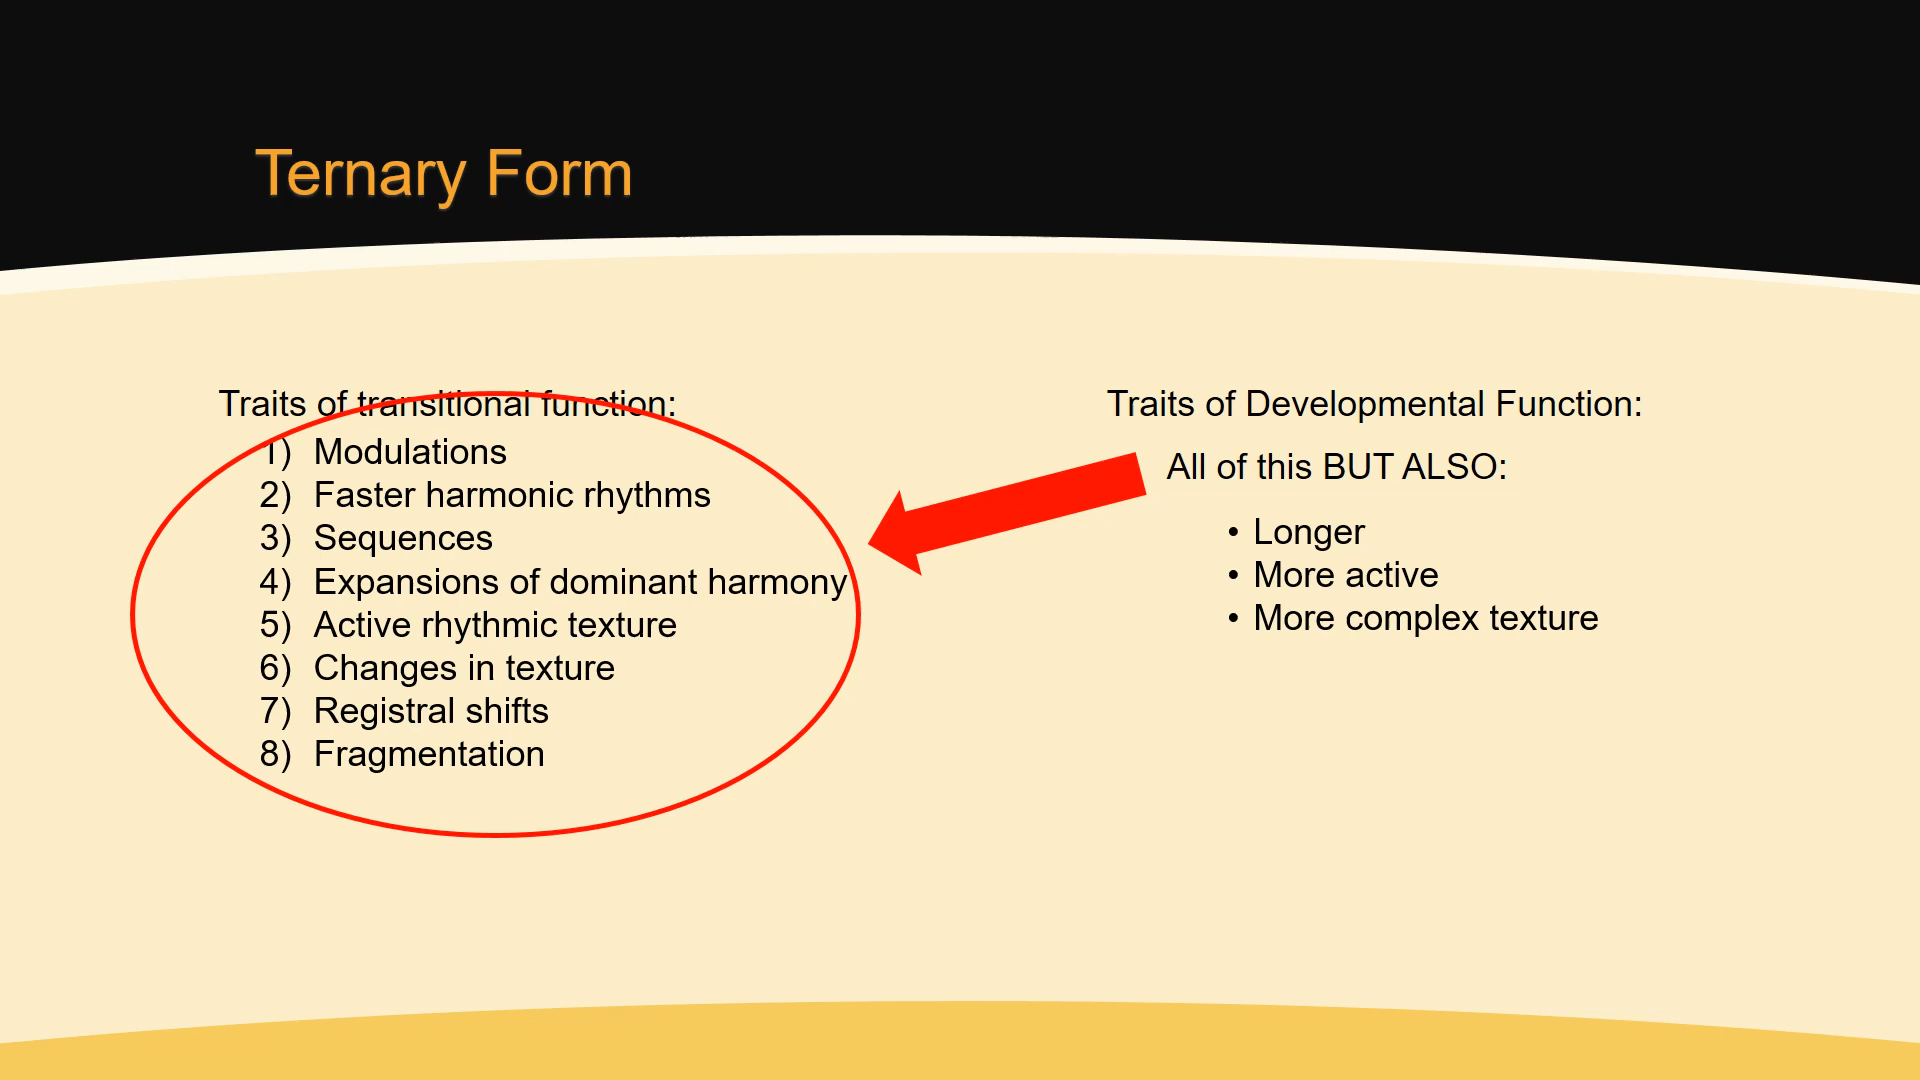 Ternary Form
Traits of transitional function:
1) Modulations
2) Faster harmonic rhythms
3) Sequences
4) Expansions of dominant harmony
5) Active rhythmic texture
6) Changes in texture
7) Registral shifts
8) Fragmentation
Traits of Developmental Function:
All of this BUT ALSO:
• Longer
• More active
• More complex texture